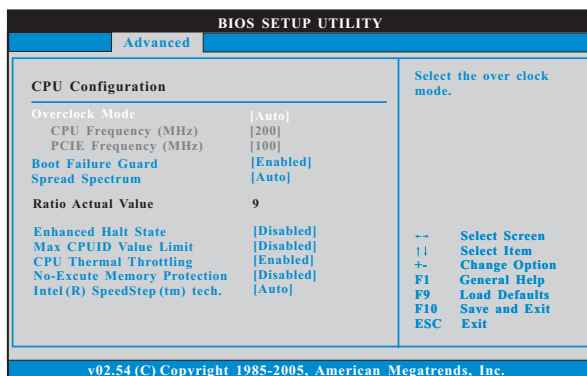 BIOS SETUP UTILITY
Advanced
CPU Configuration
Overclock Mode [Auto]
CPU Frequency (MHz) [200]
PCIE Frequency (MHz) [100]
Boot Failure Guard [Enabled]
Spread Spectrum [Auto]
Ratio Actual Value 9
Enhanced Halt State [Disabled]
Max CPUID Value Limit [Disabled]
CPU Thermal Throttling [Enabled]
No-Excute Memory Protection [Disabled]
Intel(R) SpeedStep(tm) tech. [Auto]
Select the over clock
mode.
←→ Select Screen
↑↓ Select Item
+- Change Option
F1 General Help
F9 Load Defaults
F10 Save and Exit
ESC Exit
v02.54 (C) Copyright 1985-2005, American Megatrends, Inc.